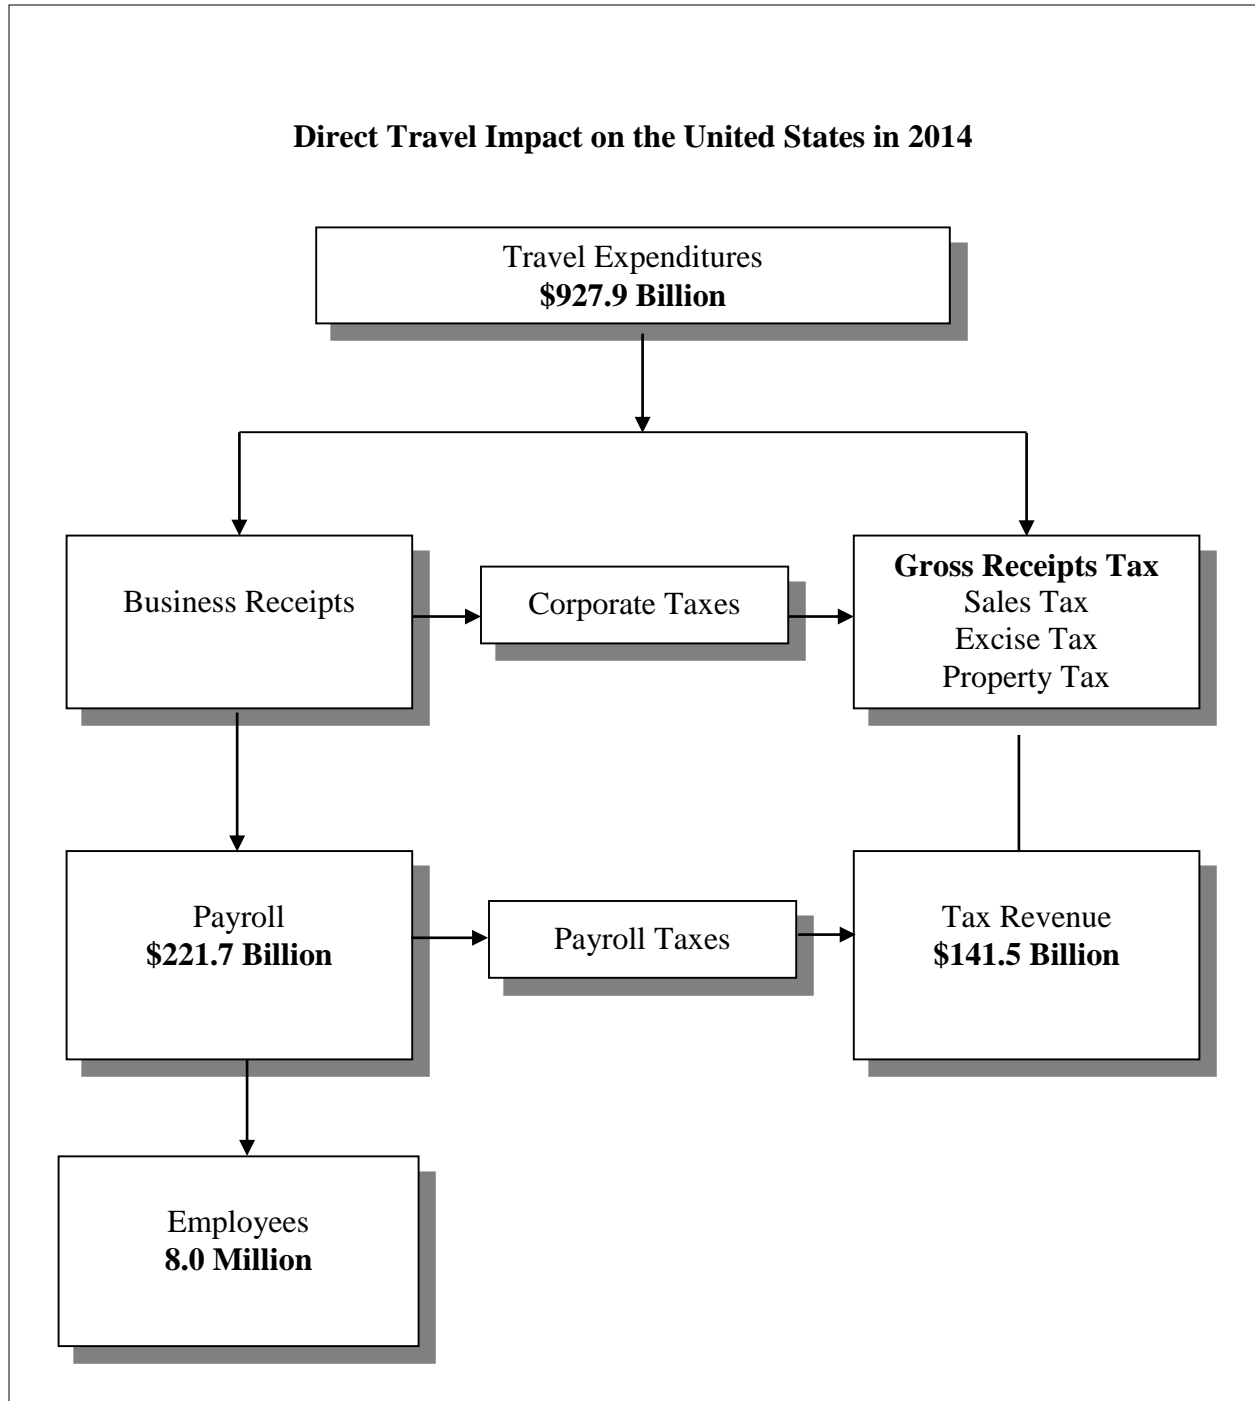 Direct Travel Impact on the United States in 2014
Travel Expenditures
$927.9 Billion
Business Receipts
Corporate Taxes
Gross Receipts Tax
Sales Tax
Excise Tax
Property Tax
Payroll
$221.7 Billion
Payroll Taxes
Tax Revenue
$141.5 Billion
Employees
8.0 Million